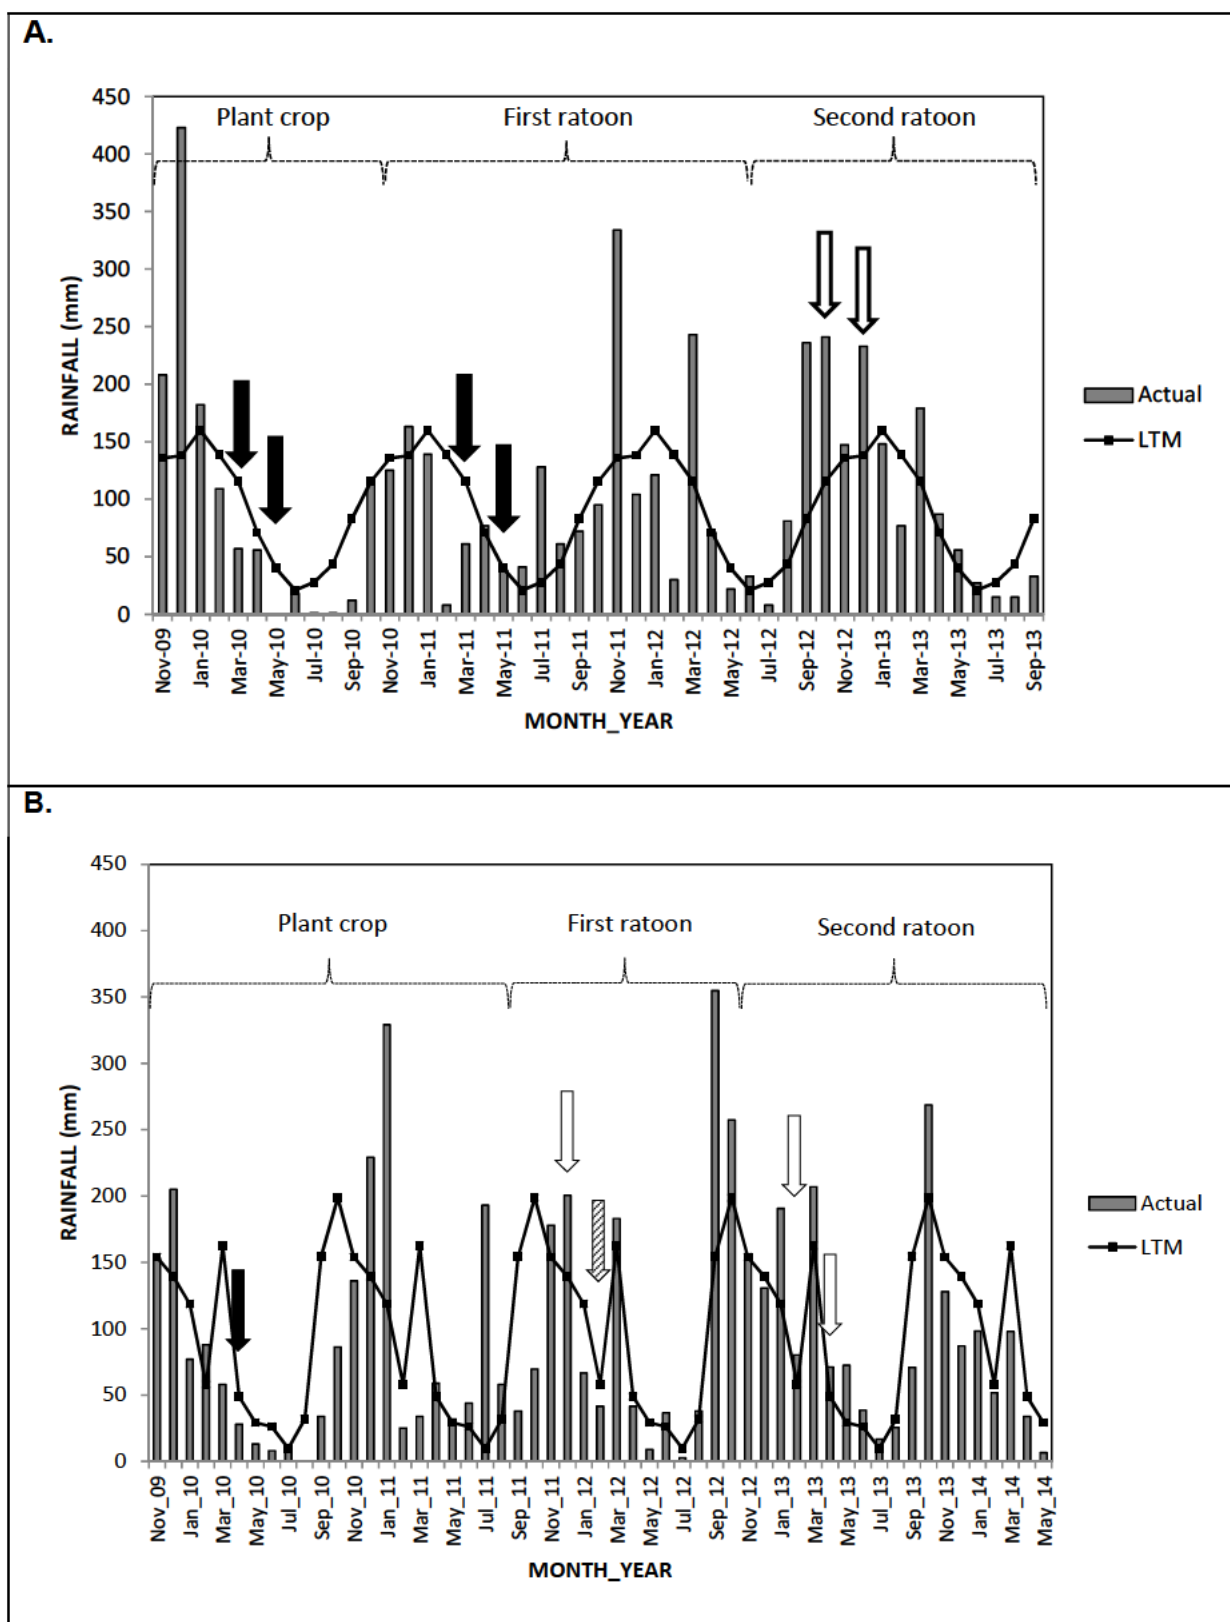 A.
450
400
350
300
250
200
150
100
50
0
RAINFALL (mm)
Plant crop
First ratoon
Second ratoon
Actual
LTM
Nov-09
Jan-10
Mar-10
May-10
Jul-10
Sep-10
Nov-10
Jan-11
Mar-11
May-11
Jul-11
Sep-11
Nov-11
Jan-12
Mar-12
May-12
Jul-12
Sep-12
Nov-12
Jan-13
Mar-13
May-13
Jul-13
Sep-13
MONTH_YEAR
B.
450
400
350
300
250
200
150
100
50
0
RAINFALL (mm)
Plant crop
First ratoon
Second ratoon
Actual
LTM
Nov_09
Jan_10
Mar_10
May_10
Jul_10
Sep_10
Nov_10
Jan_11
Mar_11
May_11
Jul_11
Sep_11
Nov_11
Jan_12
Mar_12
May_12
Jul_12
Sep_12
Nov_12
Jan_13
Mar_13
May_13
Jul_13
Sep_13
Nov_13
Jan_14
Mar_14
May_14
MONTH_YEAR